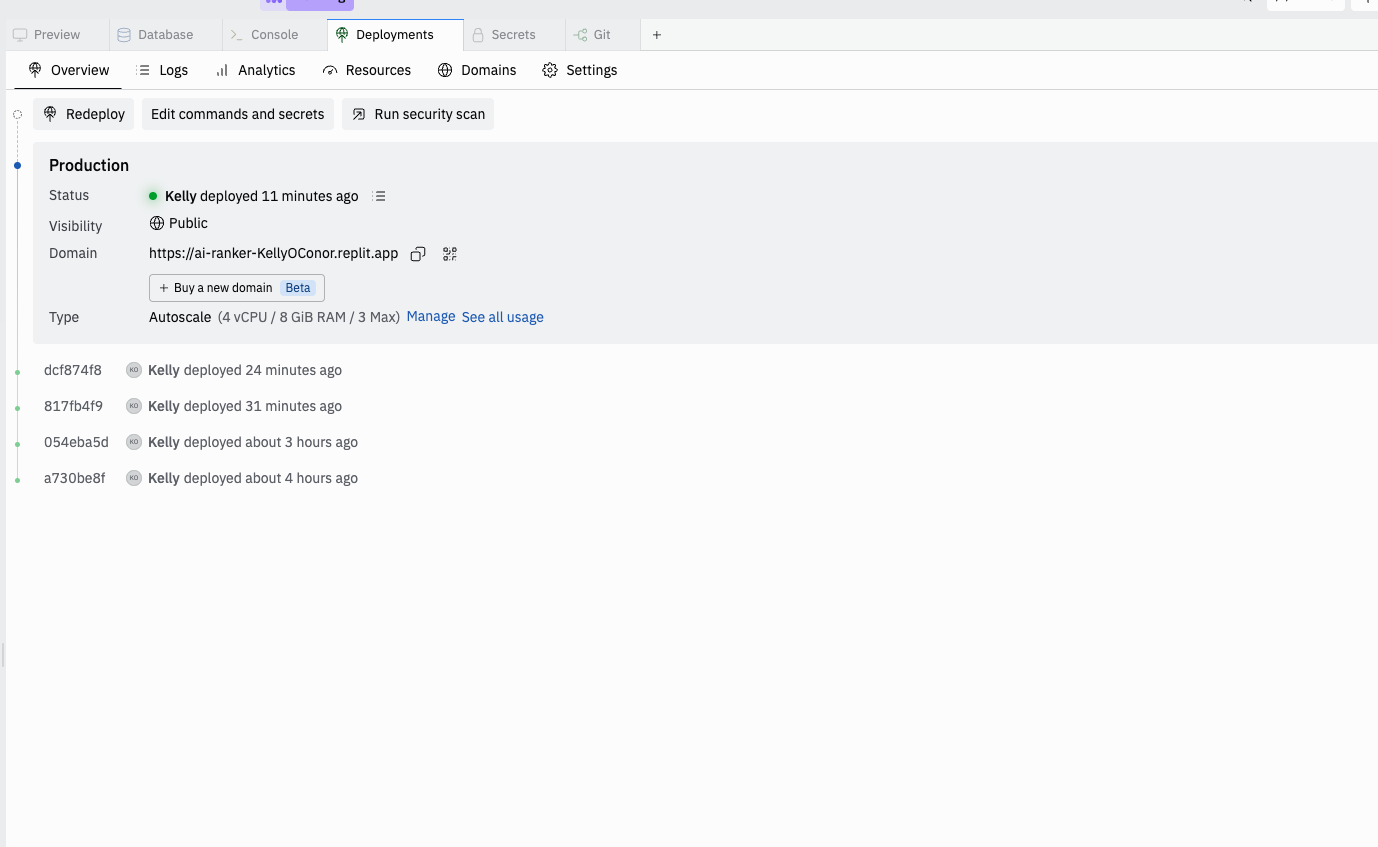 Preview Database Console Deployments Secrets Git +
Overview Logs Analytics Resources Domains Settings
Redeploy Edit commands and secrets Run security scan
Production
Status Kelly deployed 11 minutes ago
Visibility Public
Domain https://ai-ranker-KellyOConor.replit.app
+ Buy a new domain Beta
Type Autoscale (4 vCPU / 8 GiB RAM / 3 Max) Manage See all usage
dcf874f8 KO Kelly deployed 24 minutes ago
817fb4f9 KO Kelly deployed 31 minutes ago
054eba5d KO Kelly deployed about 3 hours ago
a730be8f KO Kelly deployed about 4 hours ago